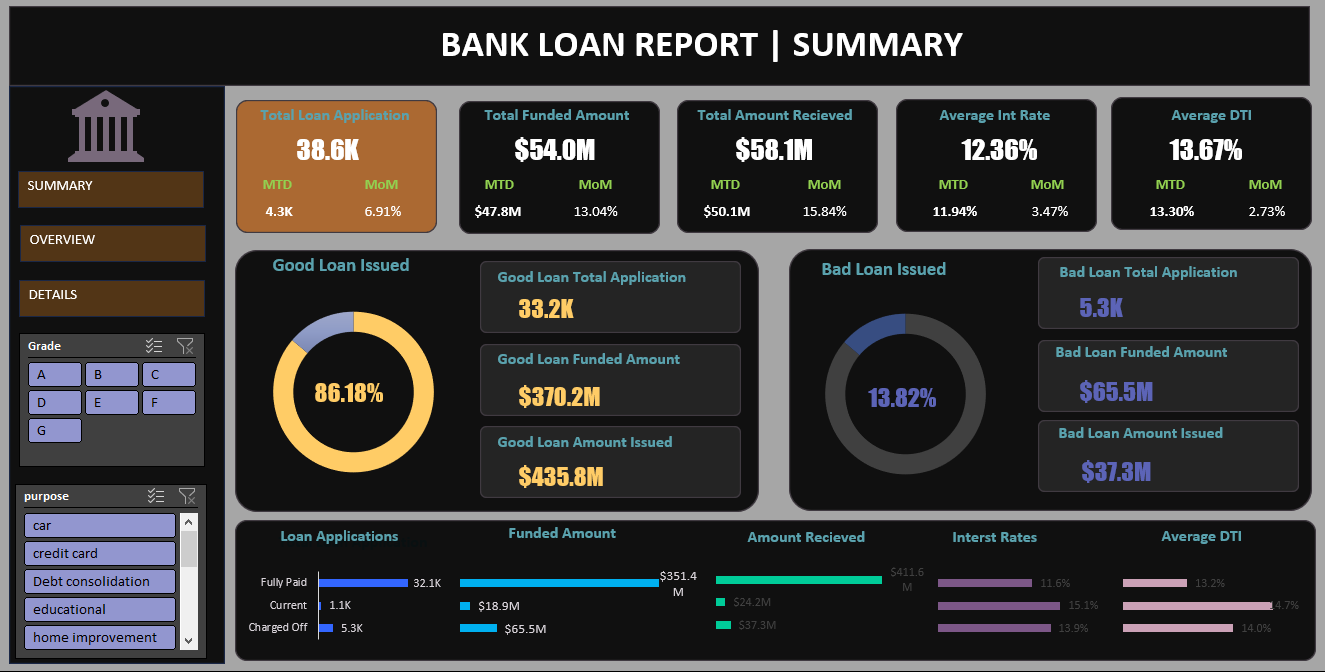 BANK LOAN REPORT | SUMMARY
SUMMARY
OVERVIEW
DETAILS
Grade
A B C
D E F
G
purpose
car
credit card
Debt consolidation
educational
home improvement
Total Loan Application
38.6K
MTD MoM
4.3K 6.91%
Total Funded Amount
$54.0M
MTD MoM
$47.8M 13.04%
Total Amount Recieved
$58.1M
MTD MoM
$50.1M 15.84%
Average Int Rate
12.36%
MTD MoM
11.94% 3.47%
Average DTI
13.67%
MTD MoM
13.30% 2.73%
Good Loan Issued
86.18%
Good Loan Total Application
33.2K
Good Loan Funded Amount
$370.2M
Good Loan Amount Issued
$435.8M
Bad Loan Issued
13.82%
Bad Loan Total Application
5.3K
Bad Loan Funded Amount
$65.5M
Bad Loan Amount Issued
$37.3M
Loan Applications
Fully Paid 32.1K
Current 1.1K
Charged Off 5.3K
Funded Amount
$351.4
M
$18.9M
$65.5M
Amount Recieved
$411.6
M
$24.2M
$37.3M
Interst Rates
11.6%
15.1%
13.9%
Average DTI
13.2%
14.7%
14.0%